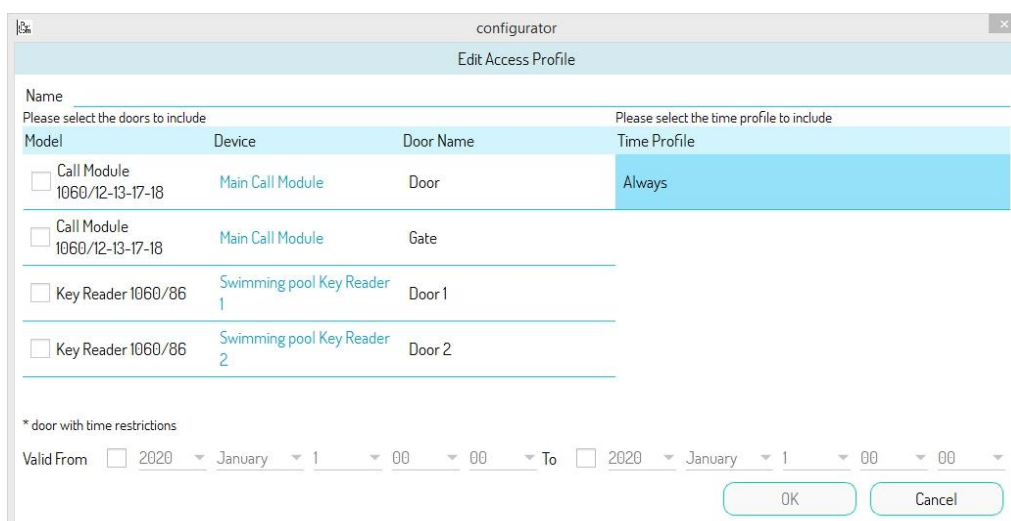 configurator
Edit Access Profile
Name
Please select the doors to include
Please select the time profile to include
Model Device Door Name Time Profile
Call Module
1060/12-13-17-18
Main Call Module
Door
Always
Call Module
1060/12-13-17-18
Main Call Module
Gate
Key Reader 1060/86
Swimming pool Key Reader
1
Door 1
Key Reader 1060/86
Swimming pool Key Reader
2
Door 2
* door with time restrictions
Valid From 2020 January 1 00 00 To 2020 January 1 00 00
OK Cancel